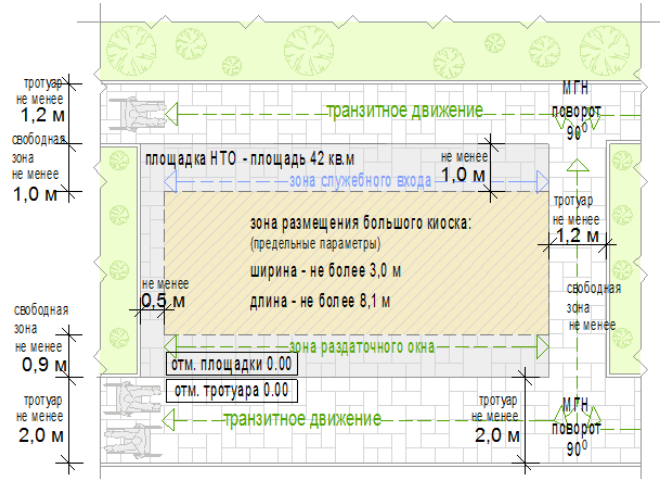 тротуар
не менее
1,2 м
свободная
зона
не менее
1,0 м
транзитное движение
МГН
поворот
90⁰
площадка НТО - площадь 42 кв.м
не менее
1,0 м
зона служебного входа
тротуар
не менее
1,2 м
зона размещения большого киоска:
(предельные параметры)
ширина - не более 3,0 м
длина - не более 8,1 м
не менее
0,5 м
свободная
зона
не менее
свободная
зона
не менее
0,9 м
зона раздаточного окна
отм. площадки 0.00
отм. тротуара 0.00
тротуар
не менее
2,0 м
транзитное движение
тротуар
не менее
2,0 м
МГН
поворот
90⁰